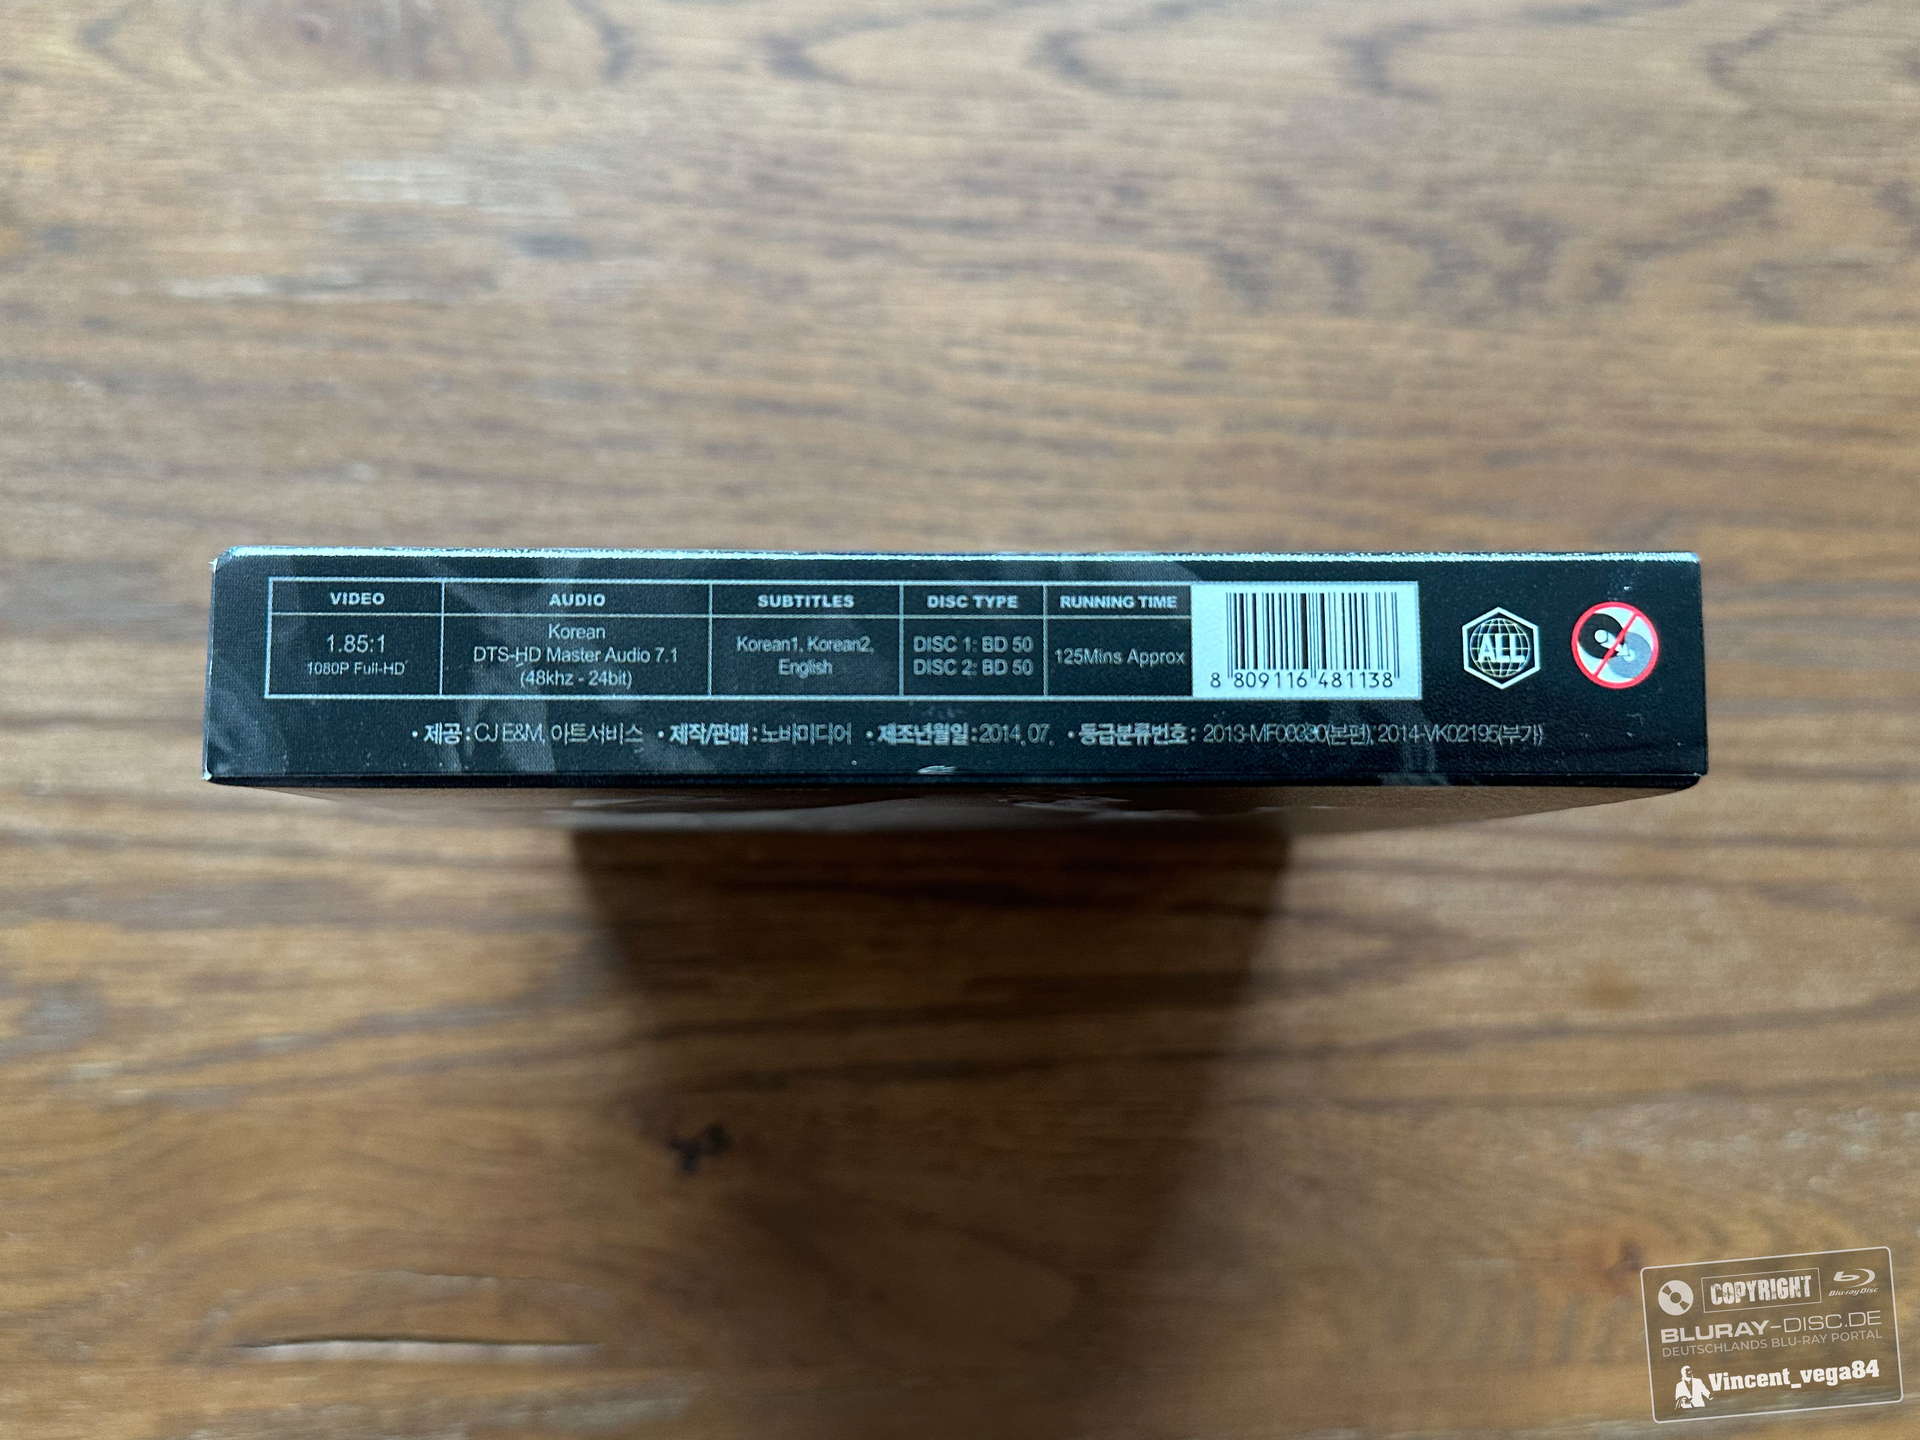 VIDEO
AUDIO
SUBTITLES
DISC TYPE
RUNNING TIME
1.85:1
1080P Full-HD
Korean
DTS-HD Master Audio 7.1
(48khz - 24bit)
Korean1, Korean2,
English
DISC 1: BD 50
DISC 2: BD 50
125Mins Approx
8 809116 481138
ALL
• 제공 : CJ E&M, 아트서비스 • 제작/판매 : 노바미디어 • 제조년월일 : 2014. 07. • 등급분류번호 : 2013-MF00330(본편), 2014-VK02195(부가)
COPYRIGHT
Blu-ray Disc
BLURAY-DISC.DE
DEUTSCHLANDS BLU-RAY PORTAL
Vincent_vega84